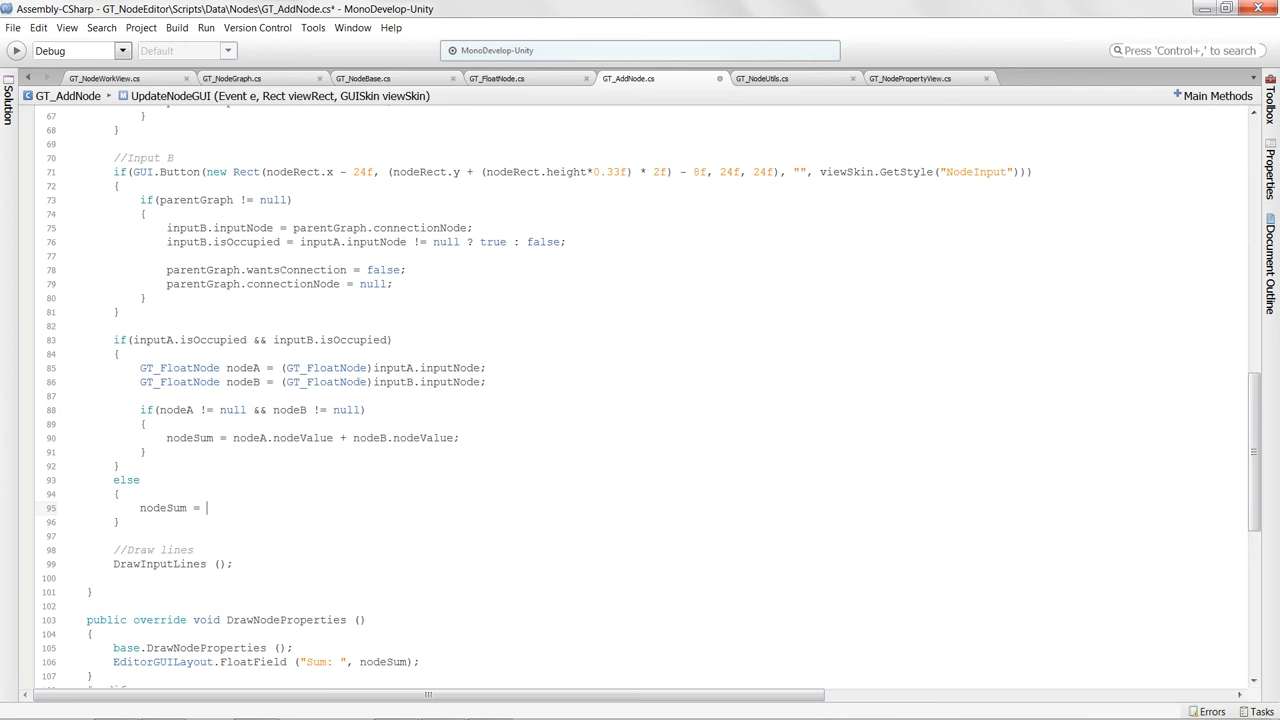 Assembly-CSharp - GT_NodeEditor\Scripts\Data\Nodes\GT_AddNode.cs* - MonoDevelop-Unity
File Edit View Search Project Build Run Version Control Tools Window Help
Debug Default MonoDevelop-Unity Press 'Control+,' to search
GT_NodeWorkView.cs GT_NodeGraph.cs GT_NodeBase.cs GT_FloatNode.cs GT_AddNode.cs GT_NodeUtils.cs GT_NodePropertyView.cs
GT_AddNode UpdateNodeGUI (Event e, Rect viewRect, GUISkin viewSkin) Main Methods
Solution
Toolbox
Properties
Document Outline
67 }
68 }
69
70 //Input B
71 if(GUI.Button(new Rect(nodeRect.x - 24f, (nodeRect.y + (nodeRect.height*0.33f) * 2f) - 8f, 24f, 24f), "", viewSkin.GetStyle("NodeInput")))
72 {
73 if(parentGraph != null)
74 {
75 inputB.inputNode = parentGraph.connectionNode;
76 inputB.isOccupied = inputA.inputNode != null ? true : false;
77
78 parentGraph.wantsConnection = false;
79 parentGraph.connectionNode = null;
80 }
81 }
82
83 if(inputA.isOccupied && inputB.isOccupied)
84 {
85 GT_FloatNode nodeA = (GT_FloatNode)inputA.inputNode;
86 GT_FloatNode nodeB = (GT_FloatNode)inputB.inputNode;
87
88 if(nodeA != null && nodeB != null)
89 {
90 nodeSum = nodeA.nodeValue + nodeB.nodeValue;
91 }
92 }
93 else
94 {
95 nodeSum =
96 }
97
98 //Draw lines
99 DrawInputLines ();
100
101 }
102
103 public override void DrawNodeProperties ()
104 {
105 base.DrawNodeProperties ();
106 EditorGUILayout.FloatField ("Sum: ", nodeSum);
107 }
Errors Tasks